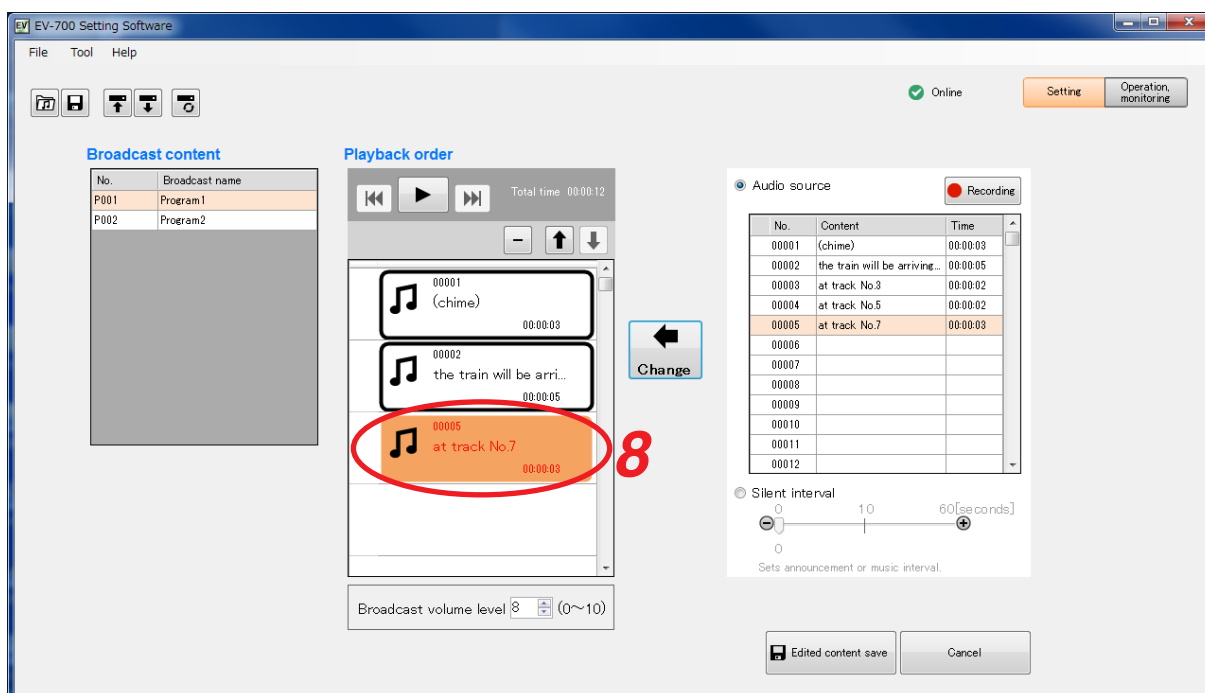 EV EV-700 Setting Software
File Tool Help
Online
Setting
Operation,
monitoring
Broadcast content
No. Broadcast name
P001 Program1
P002 Program2
Playback order
Total time 00:00:12
00001
(chime)
00:00:03
00002
the train will be arri...
00:00:05
00005
at track No.7
00:00:03
8
Broadcast volume level 8 (0～10)
Change
Audio source
Recording
No. Content Time
00001 (chime) 00:00:03
00002 the train will be arriving... 00:00:05
00003 at track No.3 00:00:02
00004 at track No.5 00:00:02
00005 at track No.7 00:00:03
00006
00007
00008
00009
00010
00011
00012
Silent interval
0 10 60[seconds]
0
Sets announcement or music interval.
Edited content save
Cancel